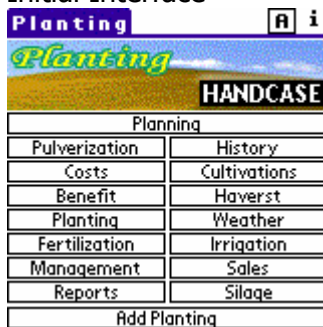 Initial Interface
Planting A i
Planting
HANDCASE
Planning
Pulverization History
Costs Cultivations
Benefit Haverst
Planting Weather
Fertilization Irrigation
Management Sales
Reports Silage
Add Planting